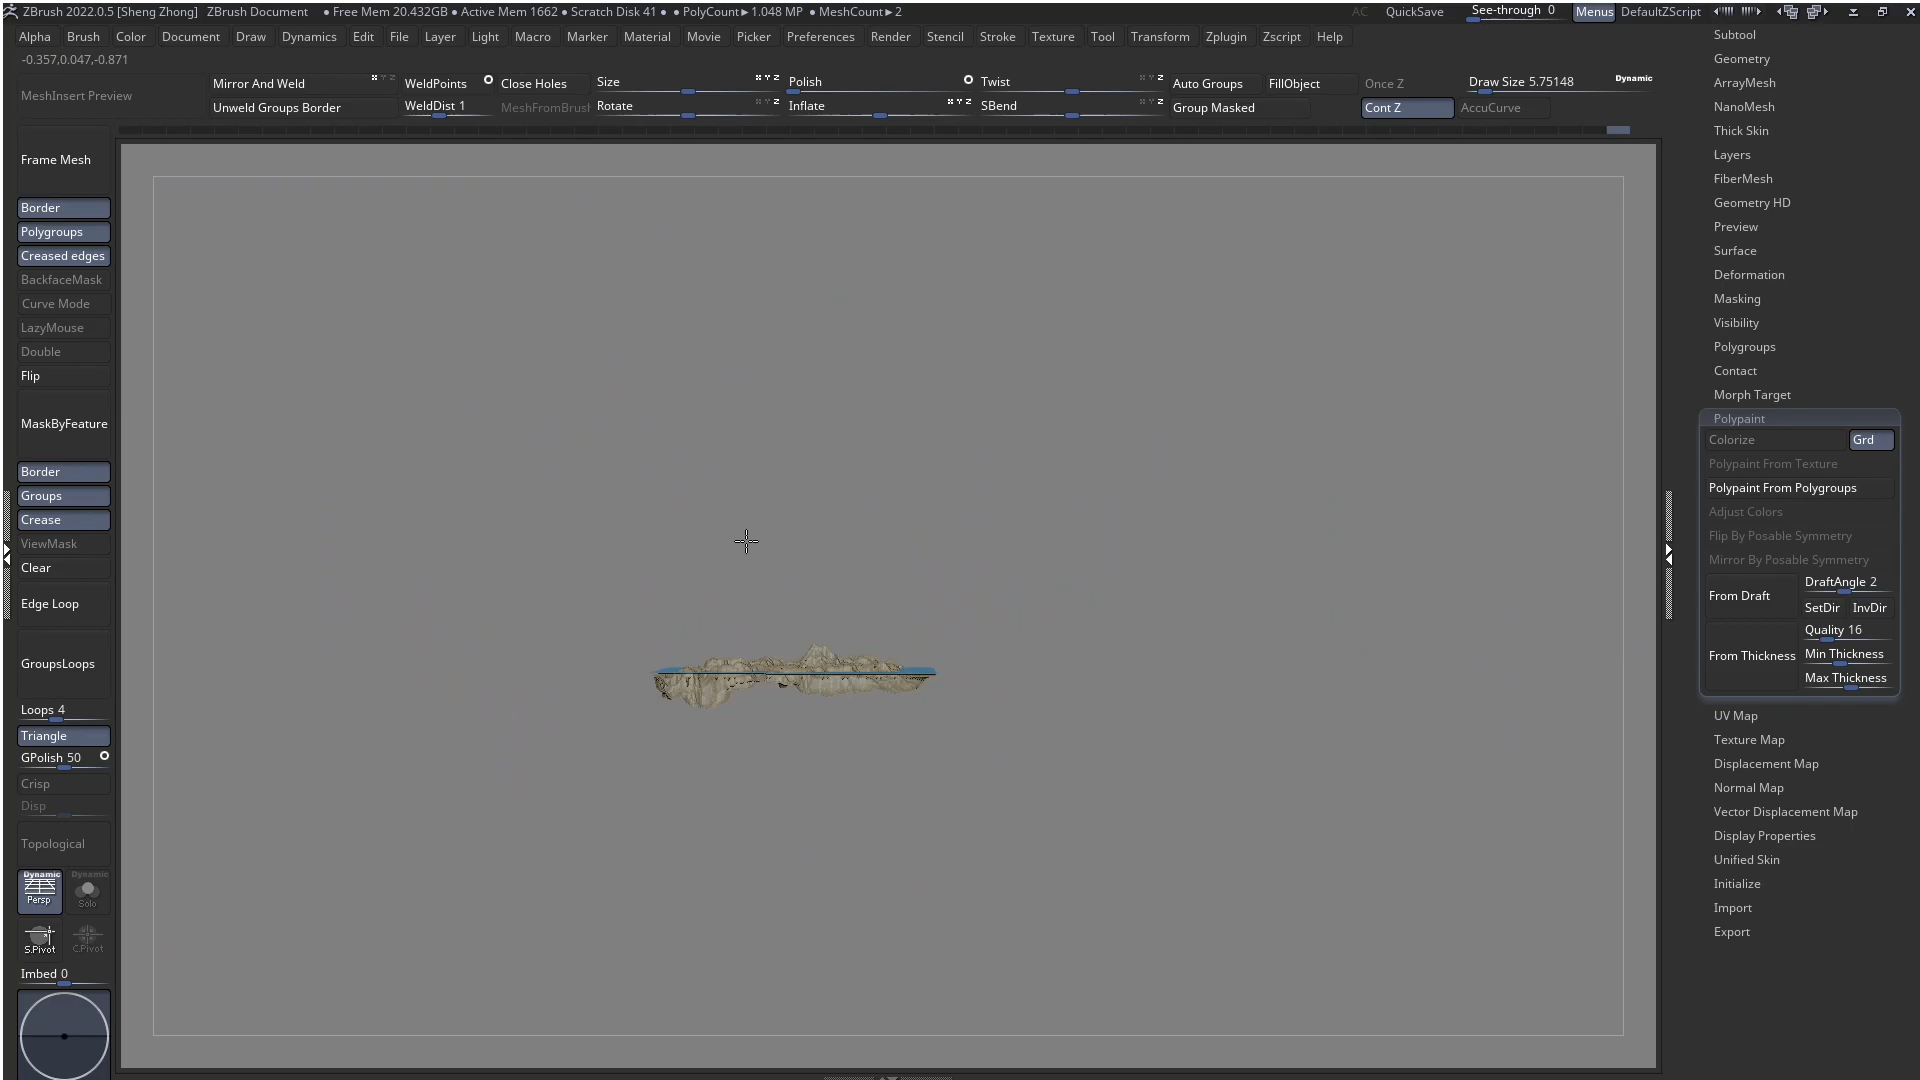 ZBrush 2022.0.5 [Sheng Zhong] ZBrush Document ● Free Mem 20.432GB ● Active Mem 1662 ● Scratch Disk 41 ● ● PolyCount►1.048 MP ● MeshCount►2 AC QuickSave See-through 0 Menus DefaultZScript
Alpha Brush Color Document Draw Dynamics Edit File Layer Light Macro Marker Material Movie Picker Preferences Render Stencil Stroke Texture Tool Transform Zplugin Zscript Help
-0.357,0.047,-0.871
MeshInsert Preview
Mirror And Weld WeldPoints Close Holes Size Polish Twist Auto Groups FillObject Once Z Draw Size 5.75148 Dynamic
Unweld Groups Border WeldDist 1 MeshFromBrush Rotate Inflate SBend Group Masked Cont Z AccuCurve
Frame Mesh
Border
Polygroups
Creased edges
BackfaceMask
Curve Mode
LazyMouse
Double
Flip
MaskByFeature
Border
Groups
Crease
ViewMask
Clear
Edge Loop
GroupsLoops
Loops 4
Triangle
GPolish 50
Crisp
Disp
Topological
Dynamic Dynamic
Persp Solo
S.Pivot C.Pivot
Imbed 0
Subtool
Geometry
ArrayMesh
NanoMesh
Thick Skin
Layers
FiberMesh
Geometry HD
Preview
Surface
Deformation
Masking
Visibility
Polygroups
Contact
Morph Target
Polypaint
Colorize Grd
Polypaint From Texture
Polypaint From Polygroups
Adjust Colors
Flip By Posable Symmetry
Mirror By Posable Symmetry
From Draft DraftAngle 2
SetDir InvDir
From Thickness Quality 16
Min Thickness
Max Thickness
UV Map
Texture Map
Displacement Map
Normal Map
Vector Displacement Map
Display Properties
Unified Skin
Initialize
Import
Export